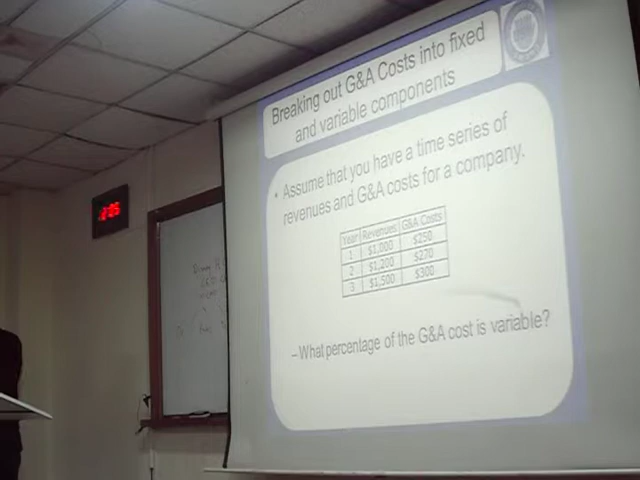 Breaking out G&A Costs into fixed
and variable components
• Assume that you have a time series of
revenues and G&A costs for a company.
Year Revenues G&A Costs
1 $1,000 $250
2 $1,200 $270
3 $1,500 $300
– What percentage of the G&A cost is variable?